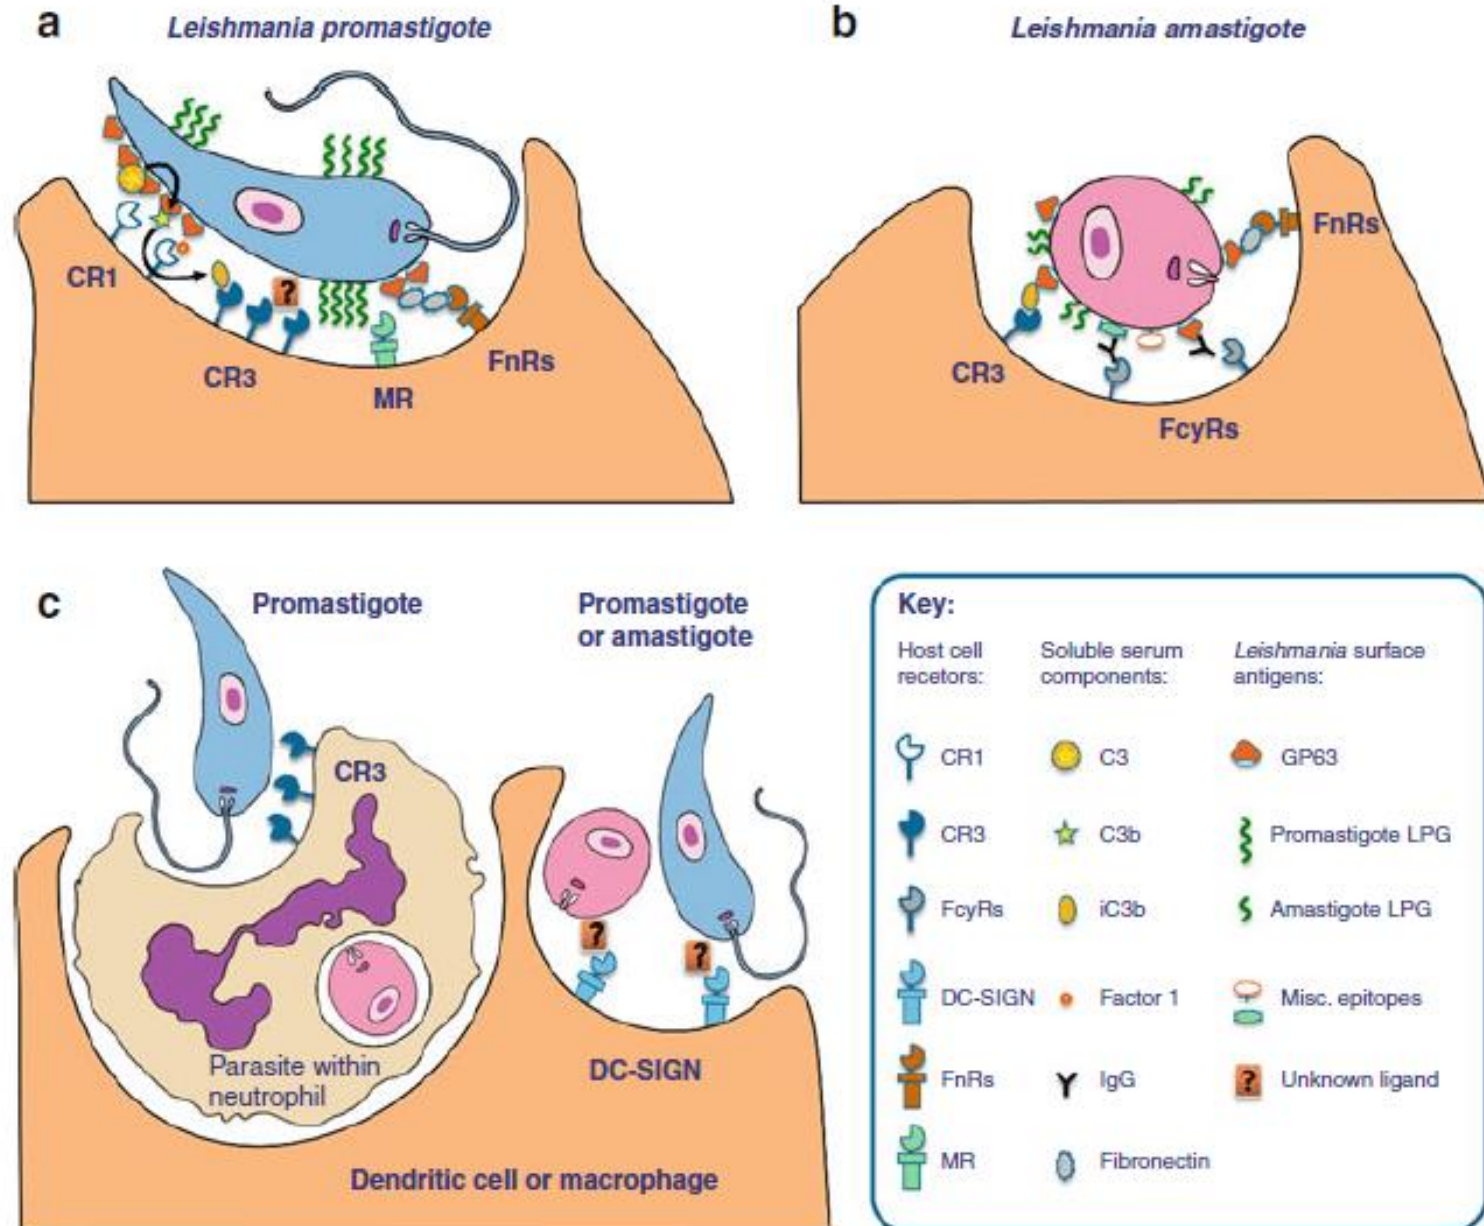 a
Leishmania promastigote
CR1
CR3
MR
FnRs
b
Leishmania amastigote
CR3
FcyRs
FnRs
c
Promastigote
Promastigote
or amastigote
?
CR3
Parasite within
neutrophil
?
?
DC-SIGN
Dendritic cell or macrophage
Key:
Host cell
recetors:
CR1
CR3
FcyRs
DC-SIGN
FnRs
MR
Soluble serum
components:
C3
C3b
iC3b
Factor 1
IgG
Fibronectin
Leishmania surface
antigens:
GP63
Promastigote LPG
Amastigote LPG
Misc. epitopes
? Unknown ligand